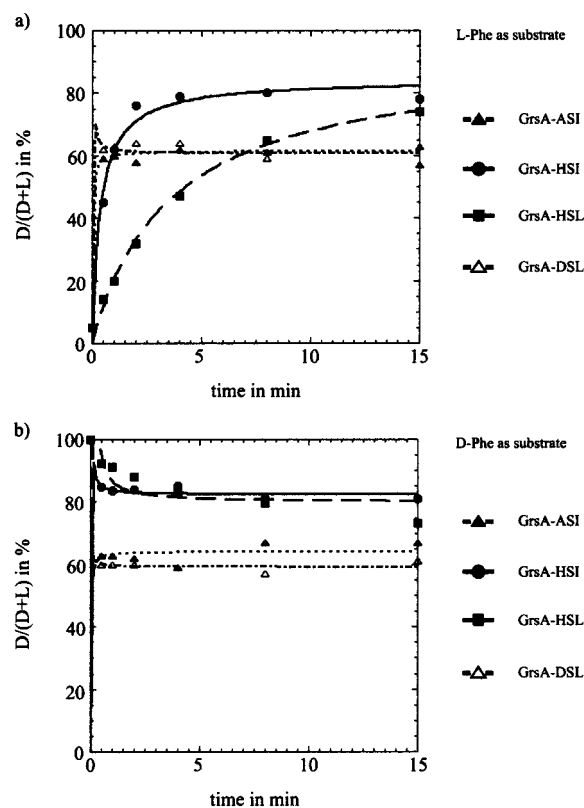 a)
L-Phe as substrate
D/(D+L) in %
100
80
60
40
20
0
0 5 10 15
time in min
GrsA-ASI
GrsA-HSI
GrsA-HSL
GrsA-DSL
b)
D-Phe as substrate
D/(D+L) in %
100
80
60
40
20
0
0 5 10 15
time in min
GrsA-ASI
GrsA-HSI
GrsA-HSL
GrsA-DSL